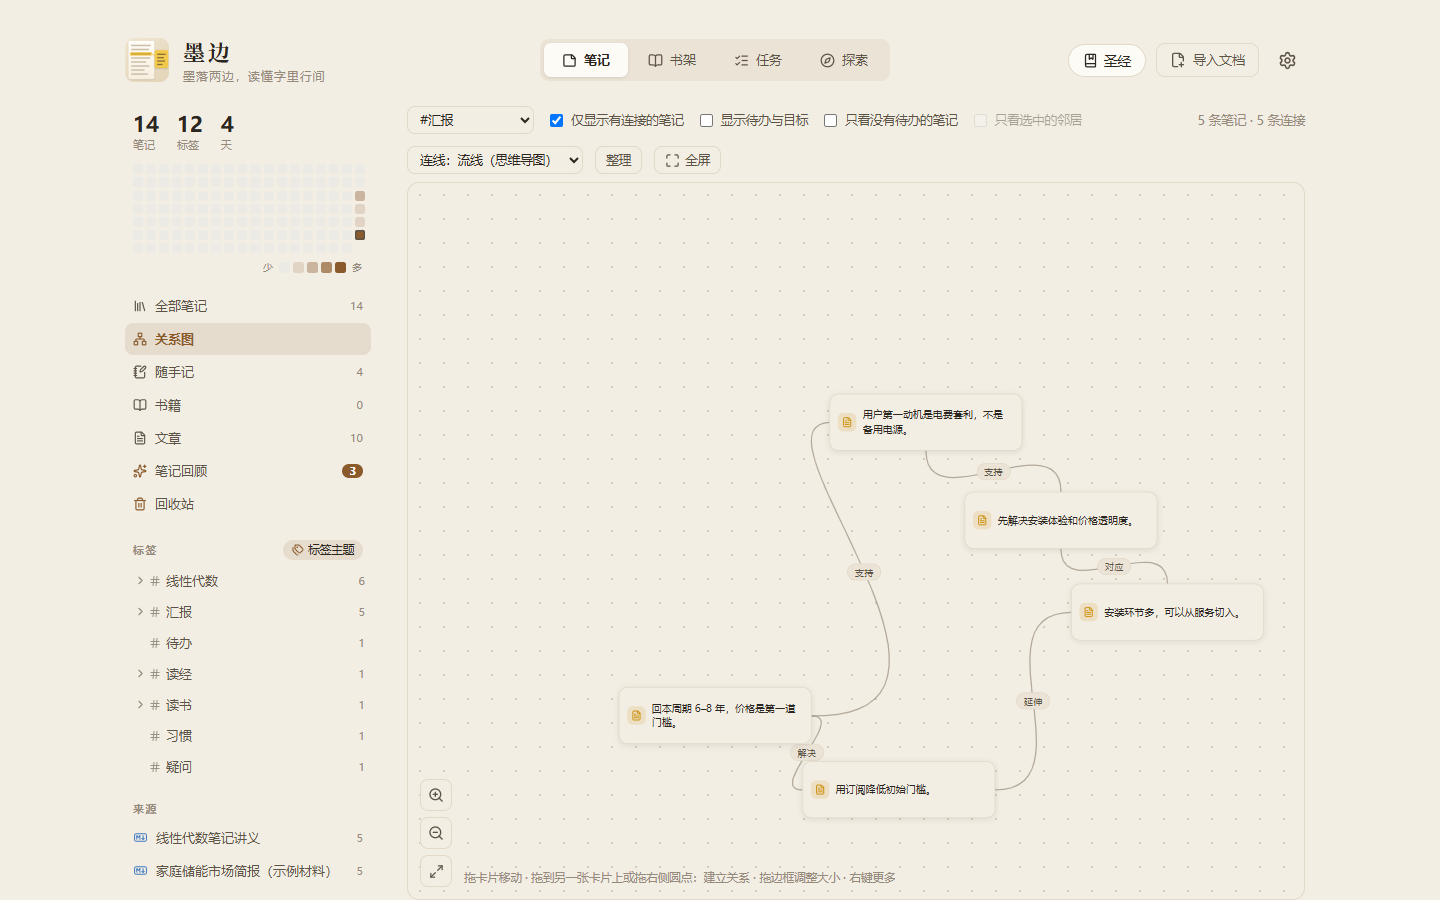 墨边
墨落两边，读懂字里行间
笔记
书架
任务
探索
圣经
导入文档
14
笔记
12
标签
4
天
少
多
全部笔记 14
关系图
随手记 4
书籍 0
文章 10
笔记回顾 3
回收站
标签
标签主题
# 线性代数 6
# 汇报 5
# 待办 1
# 读经 1
# 读书 1
# 习惯 1
# 疑问 1
来源
线性代数笔记讲义 5
家庭储能市场简报（示例材料） 5
#汇报
仅显示有连接的笔记
显示待办与目标
只看没有待办的笔记
只看选中的邻居
5 条笔记 · 5 条连接
连线：流线（思维导图）
整理
全屏
用户第一动机是电费套利，不是
备用电源。
支持
先解决安装体验和价格透明度。
对应
支持
安装环节多，可以从服务切入。
延伸
回本周期 6–8 年，价格是第一道
门槛。
解决
用订阅降低初始门槛。
拖卡片移动 · 拖到另一张卡片上或拖右侧圆点：建立关系 · 拖边框调整大小 · 右键更多